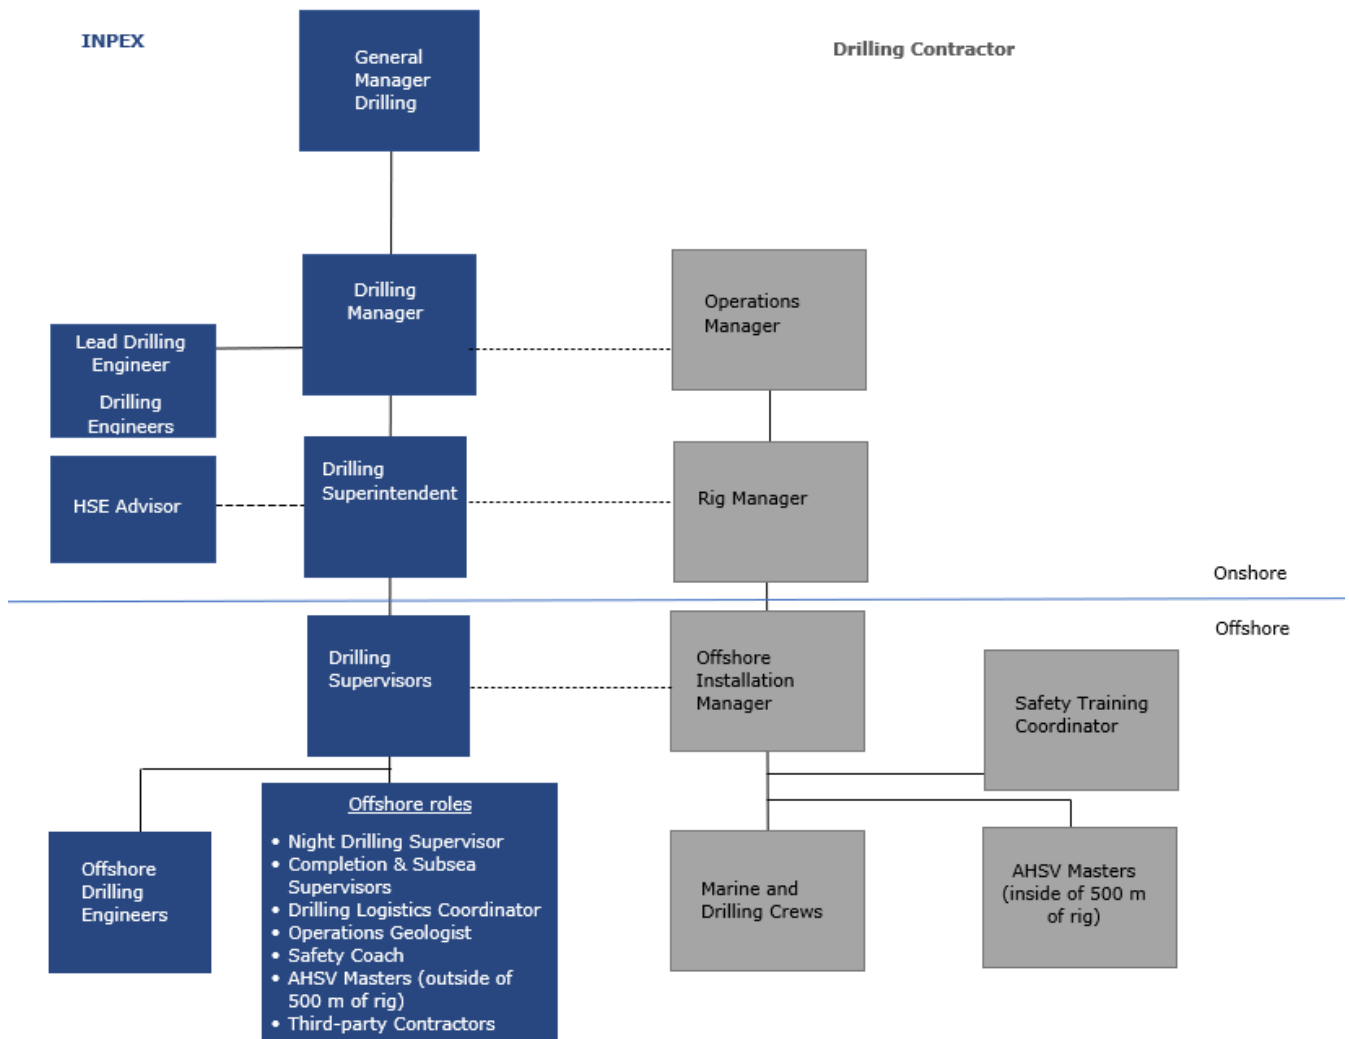 INPEX
Drilling Contractor
General
Manager
Drilling
Drilling
Manager
Operations
Manager
Lead Drilling
Engineer
Drilling
Engineers
Drilling
Superintendent
HSE Advisor
Rig Manager
Onshore
Offshore
Drilling
Supervisors
Offshore
Installation
Manager
Safety Training
Coordinator
Offshore
Drilling
Engineers
Offshore roles
• Night Drilling Supervisor
• Completion & Subsea
Supervisors
• Drilling Logistics Coordinator
• Operations Geologist
• Safety Coach
• AHSV Masters (outside of
500 m of rig)
• Third-party Contractors
Marine and
Drilling Crews
AHSV Masters
(inside of 500 m
of rig)